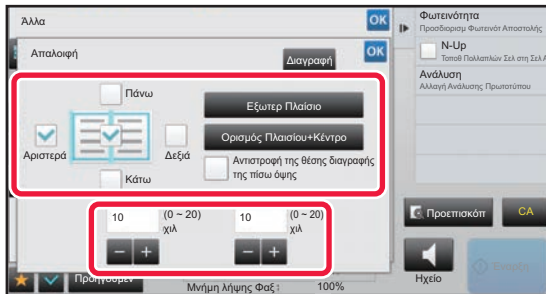 Άλλα
OK
Απαλοιφή
Διαγραφή
OK
Πάνω
Αριστερά
Δεξιά
Κάτω
Εξωτερ Πλαίσιο
Ορισμός Πλαισίου+Κέντρο
Αντιστροφή της θέσης διαγραφής
της πίσω όψης
10
(0 ~ 20)
χιλ
10
(0 ~ 20)
χιλ
Προηγούμεν
Μνήμη λήψης Φαξ: 100%
Φωτεινότητα
Προσδιορισμ Φωτεινότ Αποστολής
N-Up
Τοποθ Πολλαπλών Σελ στη Σελ Α
Ανάλυση
Αλλαγή Ανάλυσης Πρωτοτύπου
Προεπισκόπ
CA
Ηχείο